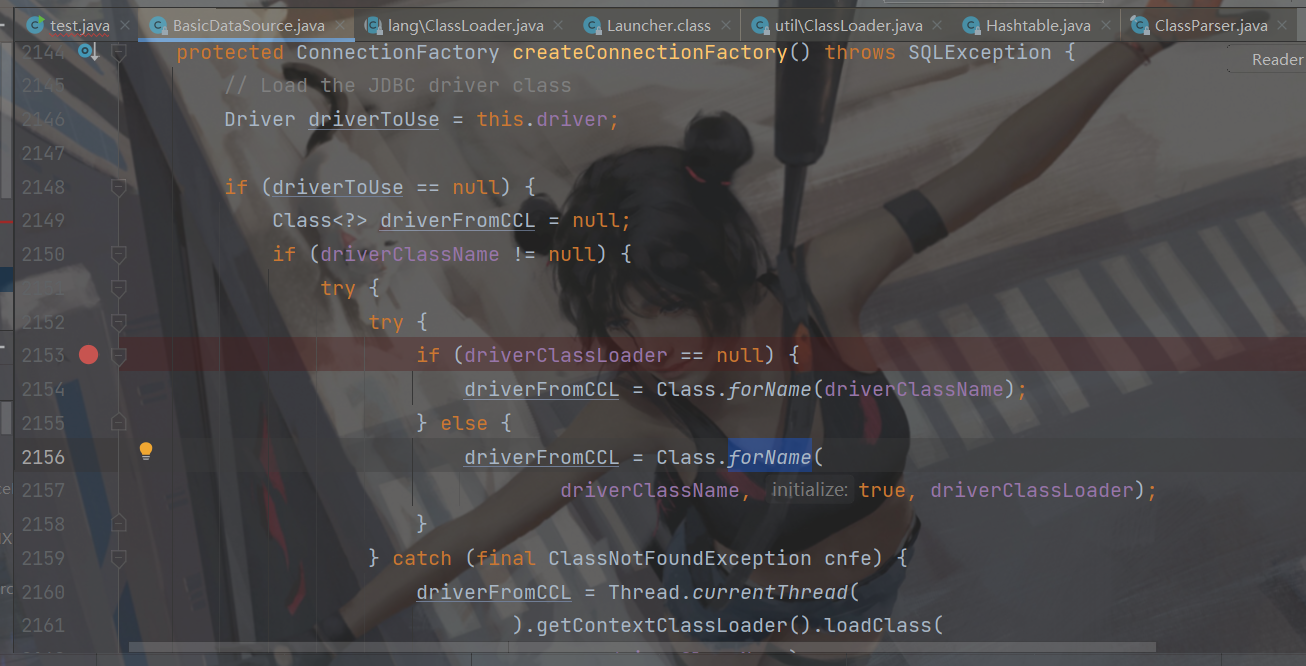 test.java BasicDataSource.java lang\ClassLoader.java Launcher.class util\ClassLoader.java Hashtable.java ClassParser.java
2144 protected ConnectionFactory createConnectionFactory() throws SQLException {
Reader
2145 // Load the JDBC driver class
2146 Driver driverToUse = this.driver;
2147
2148 if (driverToUse == null) {
2149 Class<?> driverFromCCL = null;
2150 if (driverClassName != null) {
try {
2152 try {
2153 if (driverClassLoader == null) {
2154 driverFromCCL = Class.forName(driverClassName);
2155 } else {
2156 driverFromCCL = Class.forName(
2157 driverClassName, initialize: true, driverClassLoader);
2158 }
2159 } catch (final ClassNotFoundException cnfe) {
2160 driverFromCCL = Thread.currentThread(
2161 ).getContextClassLoader().loadClass(